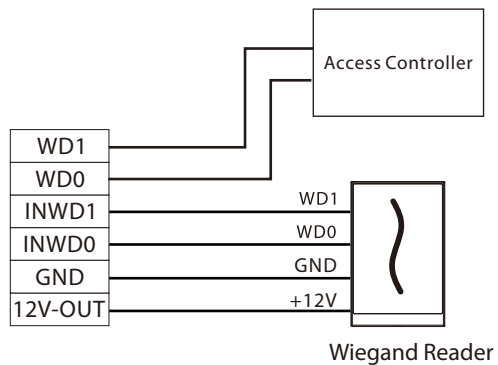 Access Controller
WD1
WD0
INWD1
INWD0
GND
12V-OUT
WD1
WD0
GND
+12V
Wiegand Reader